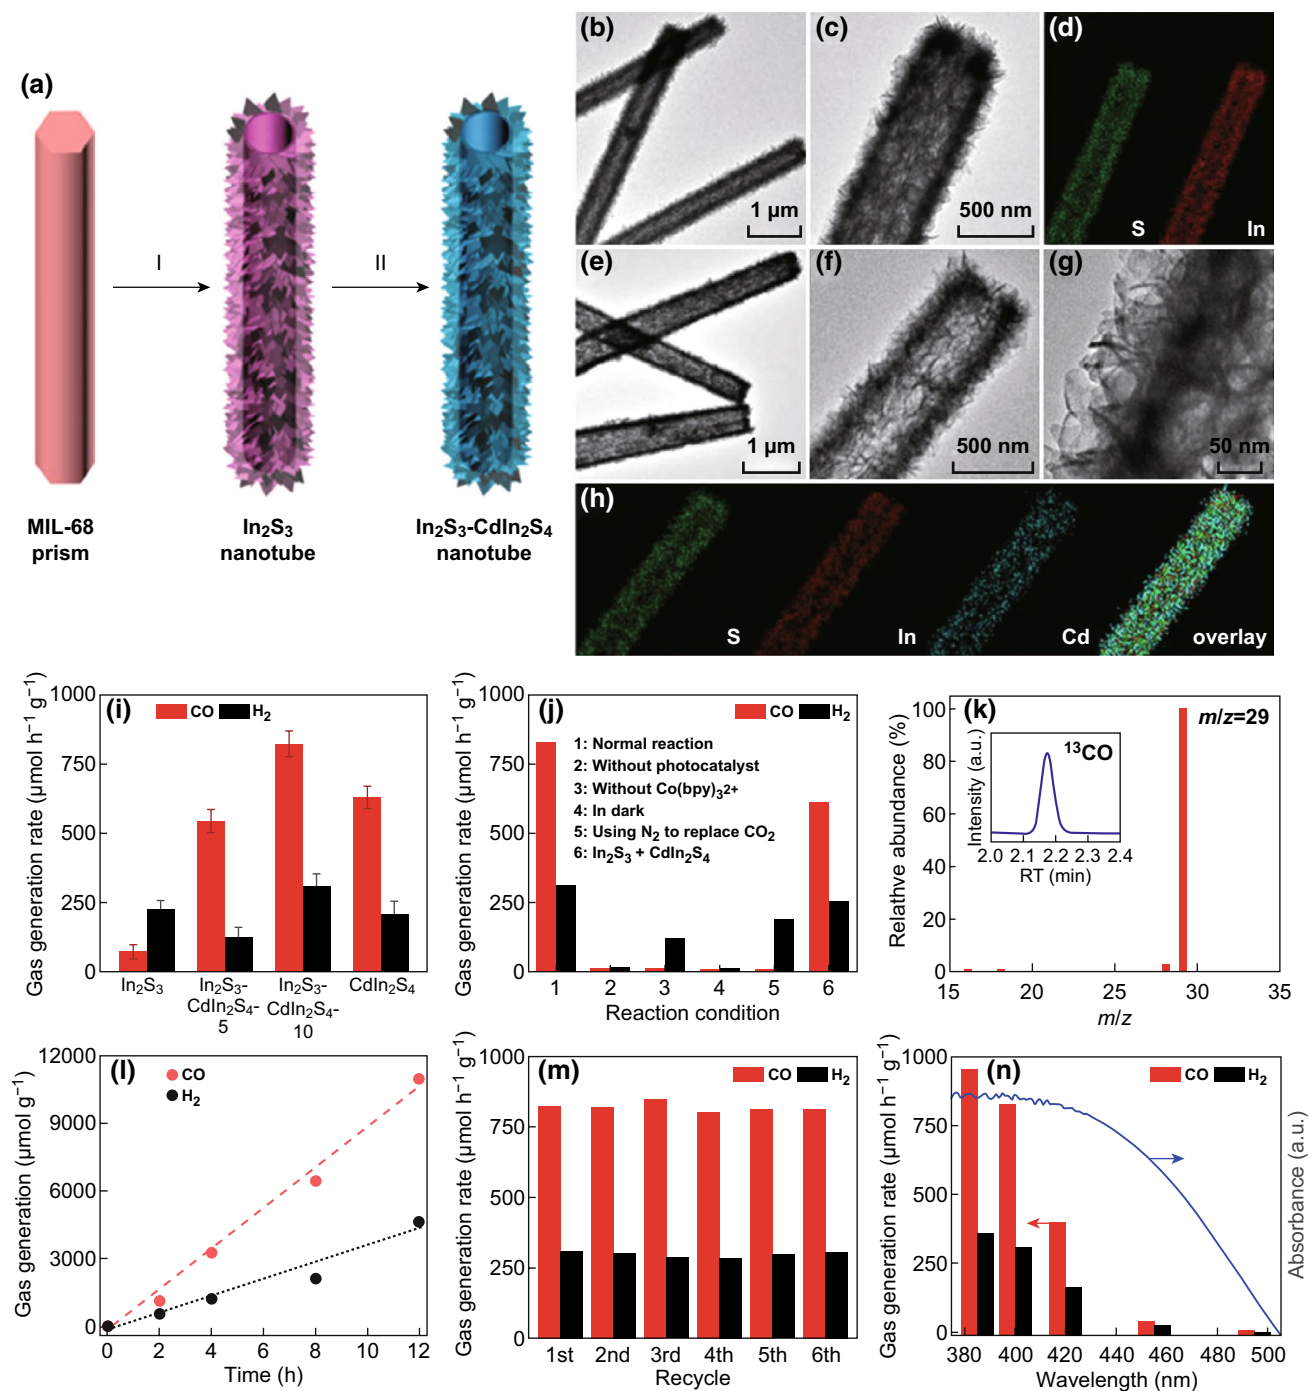 (a)
I
II
MIL-68
prism
In₂S₃
nanotube
In₂S₃-CdIn₂S₄
nanotube
(b)
1 μm
(c)
500 nm
(d)
S
In
(e)
1 μm
(f)
500 nm
(g)
50 nm
(h)
S
In
Cd
overlay
(i)
CO
H₂
Gas generation rate (μmol h⁻¹ g⁻¹)
1000
750
500
250
0
In₂S₃
In₂S₃-
CdIn₂S₄-
5
In₂S₃-
CdIn₂S₄-
10
CdIn₂S₄
(j)
CO
H₂
1: Normal reaction
2: Without photocatalyst
3: Without Co(bpy)₃²⁺
4: In dark
5: Using N₂ to replace CO₂
6: In₂S₃ + CdIn₂S₄
Gas generation rate (μmol h⁻¹ g⁻¹)
1000
750
500
250
0
1 2 3 4 5 6
Reaction condition
(k)
m/z=29
¹³CO
Intensity (a.u.)
2.0 2.1 2.2 2.3 2.4
RT (min)
Relathve abundance (%)
100
80
60
40
20
0
15 20 25 30 35
m/z
(l)
CO
H₂
Gas generation (μmol g⁻¹)
12000
9000
6000
3000
0
0 2 4 6 8 10 12
Time (h)
(m)
CO
H₂
Gas generation rate (μmol h⁻¹ g⁻¹)
1000
750
500
250
0
1st 2nd 3rd 4th 5th 6th
Recycle
(n)
CO
H₂
Gas generation rate (μmol h⁻¹ g⁻¹)
1000
750
500
250
0
380 400 420 440 460 480 500
Wavelength (nm)
Absorbance (a.u.)